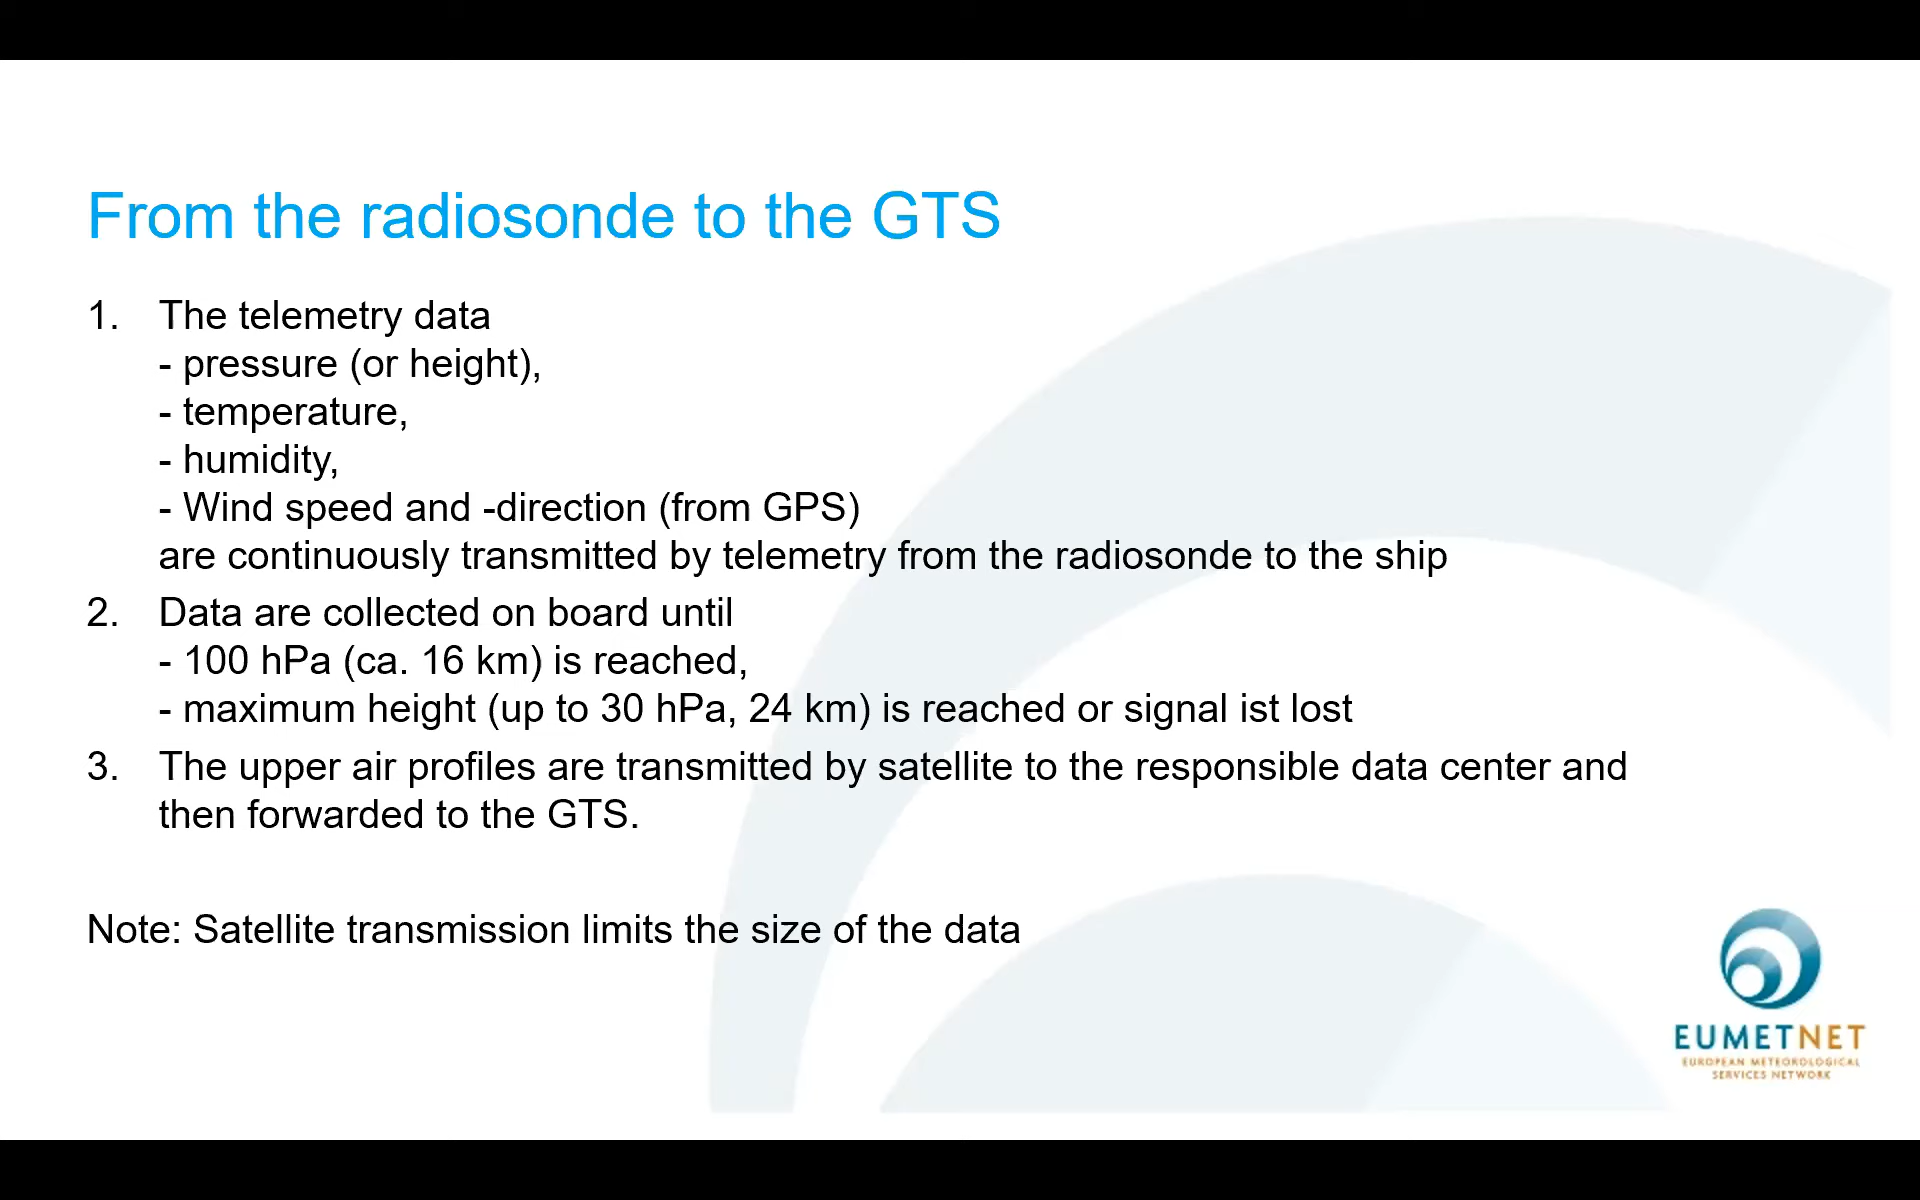 From the radiosonde to the GTS
1. The telemetry data
- pressure (or height),
- temperature,
- humidity,
- Wind speed and -direction (from GPS)
are continuously transmitted by telemetry from the radiosonde to the ship
2. Data are collected on board until
- 100 hPa (ca. 16 km) is reached,
- maximum height (up to 30 hPa, 24 km) is reached or signal ist lost
3. The upper air profiles are transmitted by satellite to the responsible data center and
then forwarded to the GTS.
Note: Satellite transmission limits the size of the data
EUMETNET
EUROPEAN METEOROLOGICAL
SERVICES NETWORK